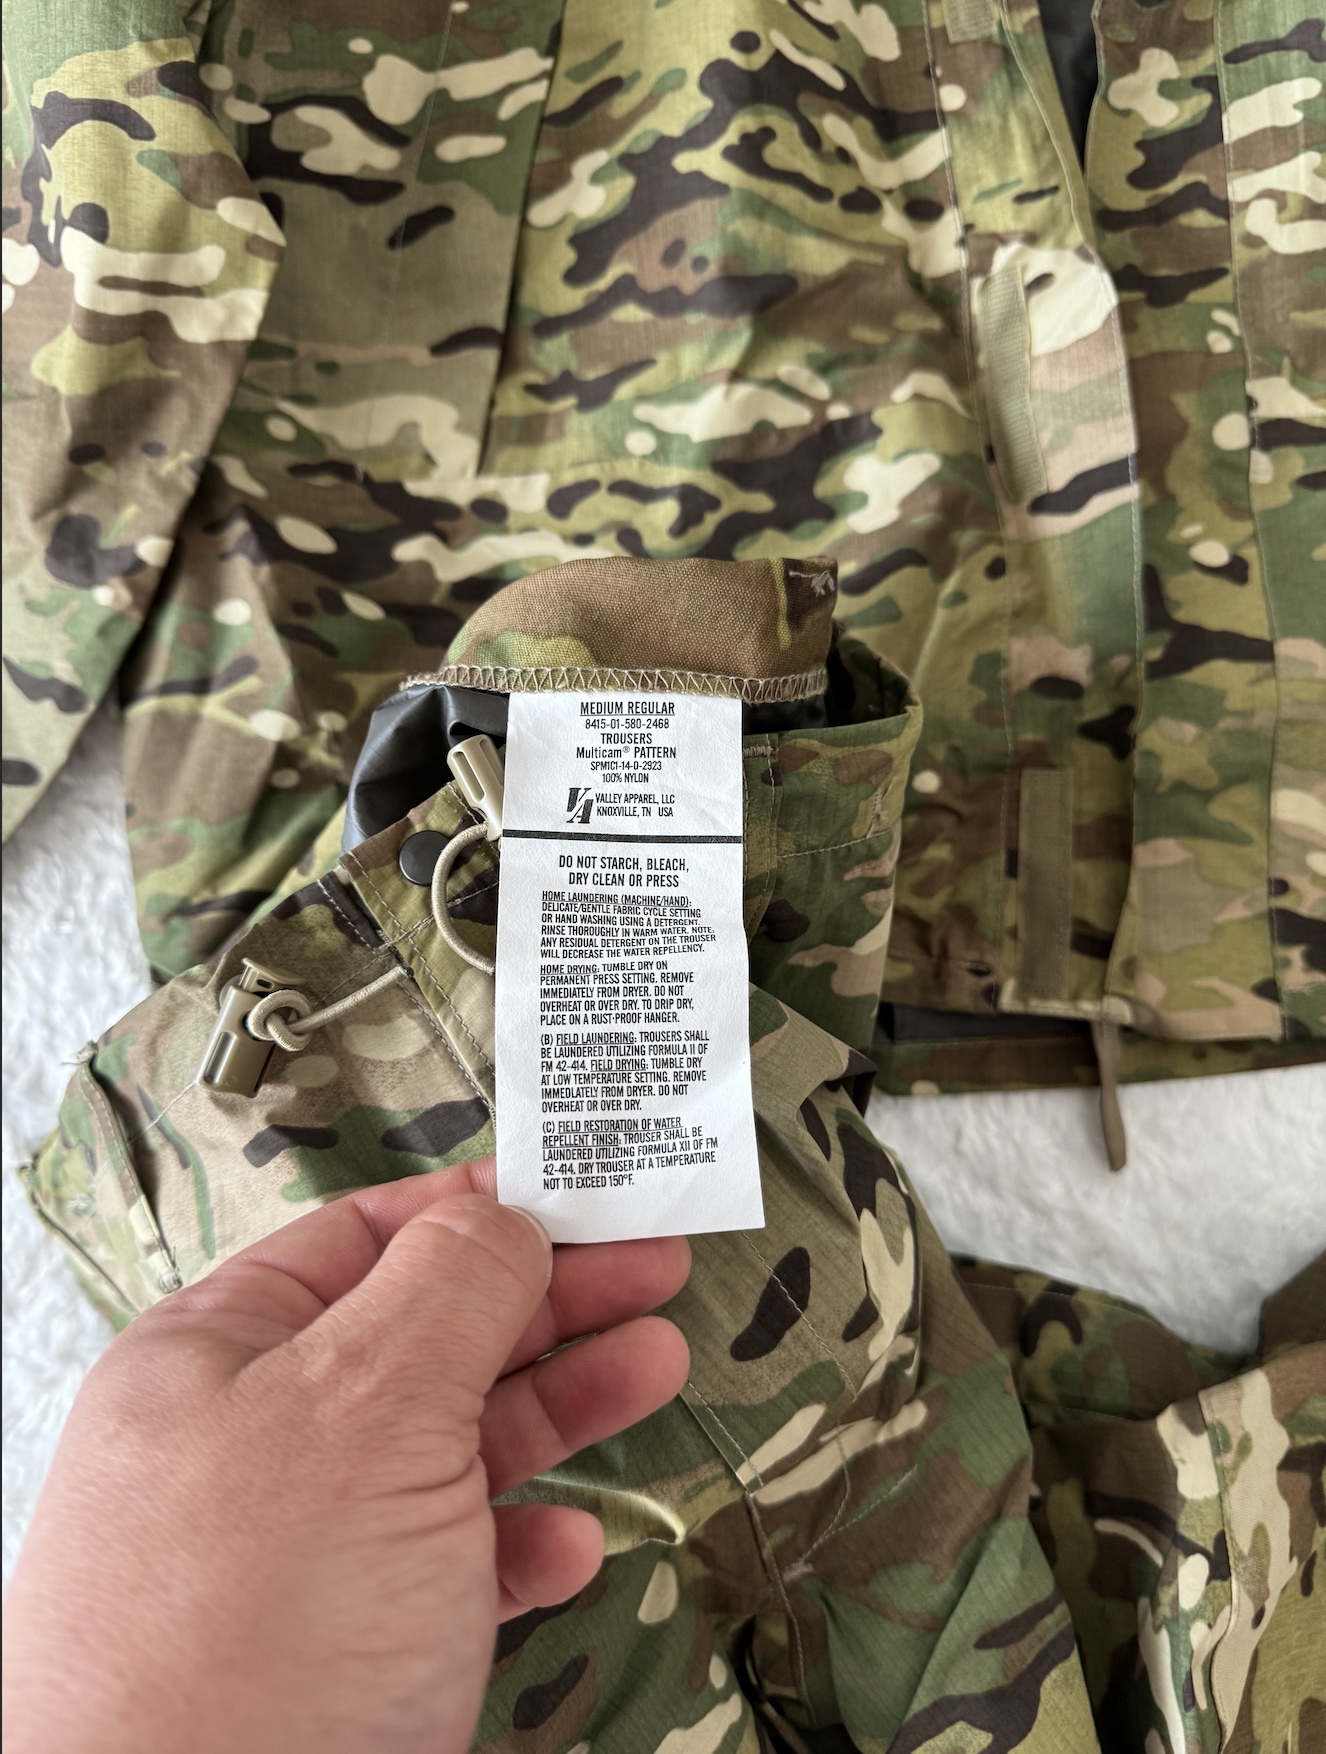 MEDIUM REGULAR
8415-01-580-2468
TROUSERS
Multicam® PATTERN
SPM1C1-14-D-2923
100% NYLON
VA VALLEY APPAREL, LLC
KNOXVILLE, TN USA
DO NOT STARCH, BLEACH,
DRY CLEAN OR PRESS
HOME LAUNDERING (MACHINE/HAND):
DELICATE/GENTLE FABRIC CYCLE SETTING
OR HAND WASHING USING A DETERGENT.
RINSE THOROUGHLY IN WARM WATER. NOTE:
ANY RESIDUAL DETERGENT ON THE TROUSER
WILL DECREASE THE WATER REPELLENCY.
HOME DRYING: TUMBLE DRY ON
PERMANENT PRESS SETTING. REMOVE
IMMEDIATELY FROM DRYER. DO NOT
OVERHEAT OR OVER DRY. TO DRIP DRY,
PLACE ON A RUST-PROOF HANGER.
(B) FIELD LAUNDERING: TROUSERS SHALL
BE LAUNDERED UTILIZING FORMULA II OF
FM 42-414. FIELD DRYING: TUMBLE DRY
AT LOW TEMPERATURE SETTING. REMOVE
IMMEDIATELY FROM DRYER. DO NOT
OVERHEAT OR OVER DRY.
(C) FIELD RESTORATION OF WATER
REPELLENT FINISH: TROUSER SHALL BE
LAUNDERED UTILIZING FORMULA XII OF FM
42-414. DRY TROUSER AT A TEMPERATURE
NOT TO EXCEED 150°F.